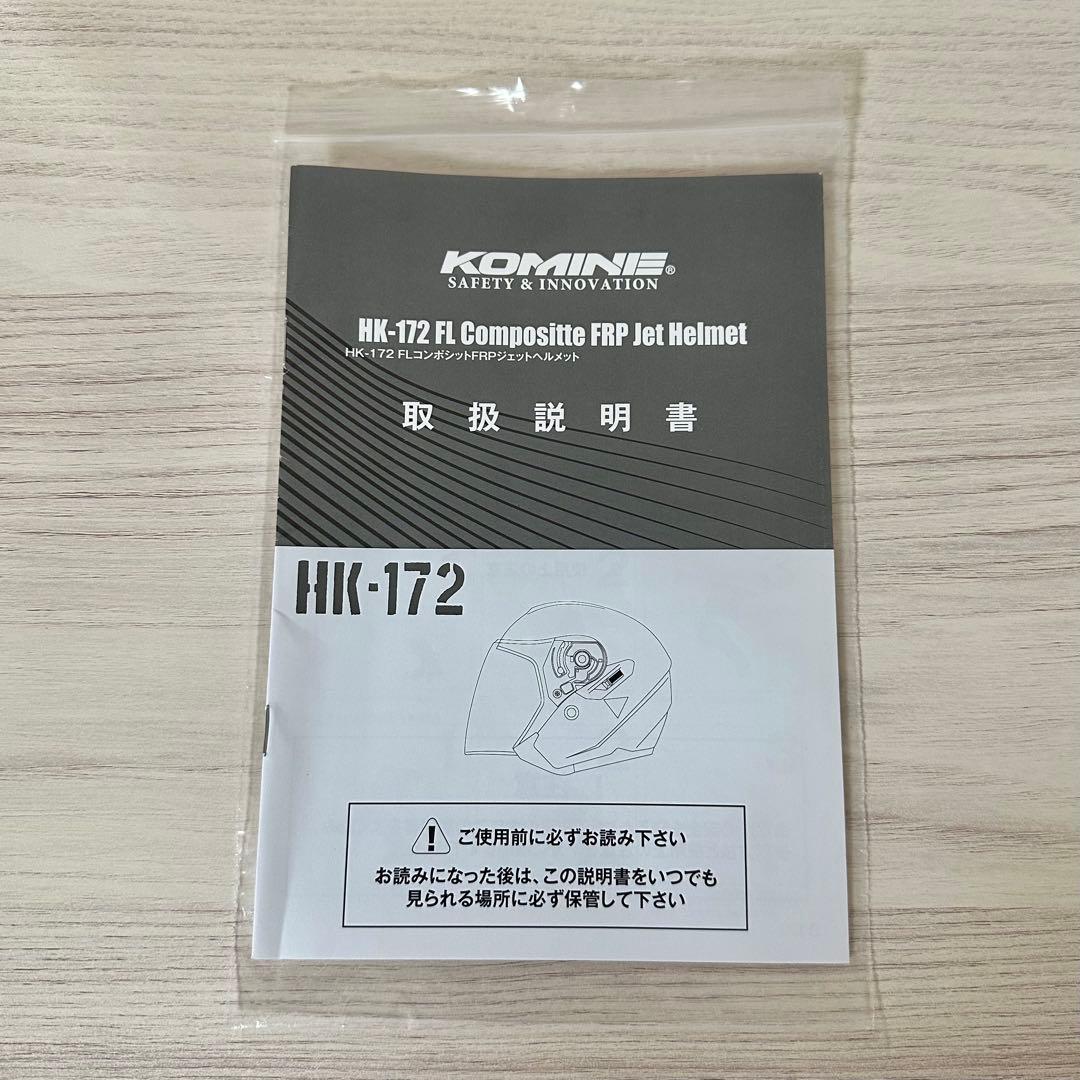 KOMINE®
SAFETY & INNOVATION
HK-172 FL Compositte FRP Jet Helmet
HK-172 FLコンポシットFRPジェットヘルメット
取扱説明書
HK-172
ご使用前に必ずお読み下さい
お読みになった後は、この説明書をいつでも
見られる場所に必ず保管して下さい